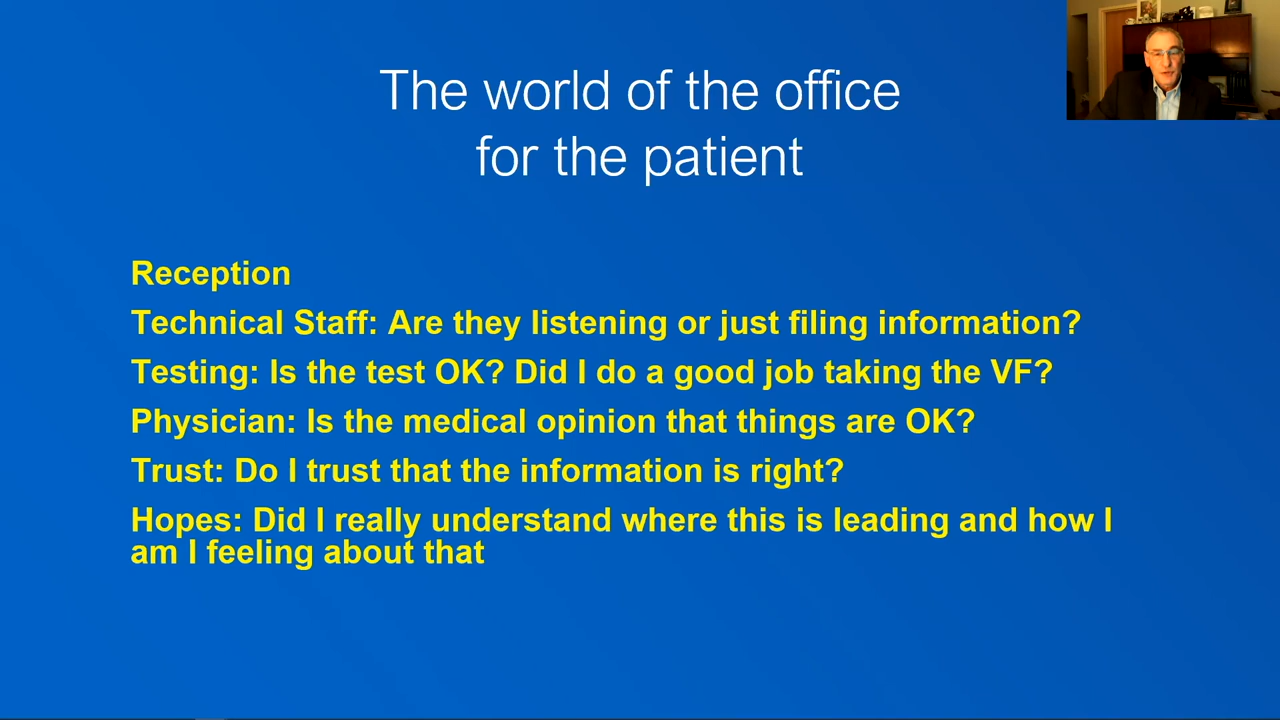 The world of the office
for the patient
Reception
Technical Staff: Are they listening or just filing information?
Testing: Is the test OK? Did I do a good job taking the VF?
Physician: Is the medical opinion that things are OK?
Trust: Do I trust that the information is right?
Hopes: Did I really understand where this is leading and how I
am I feeling about that